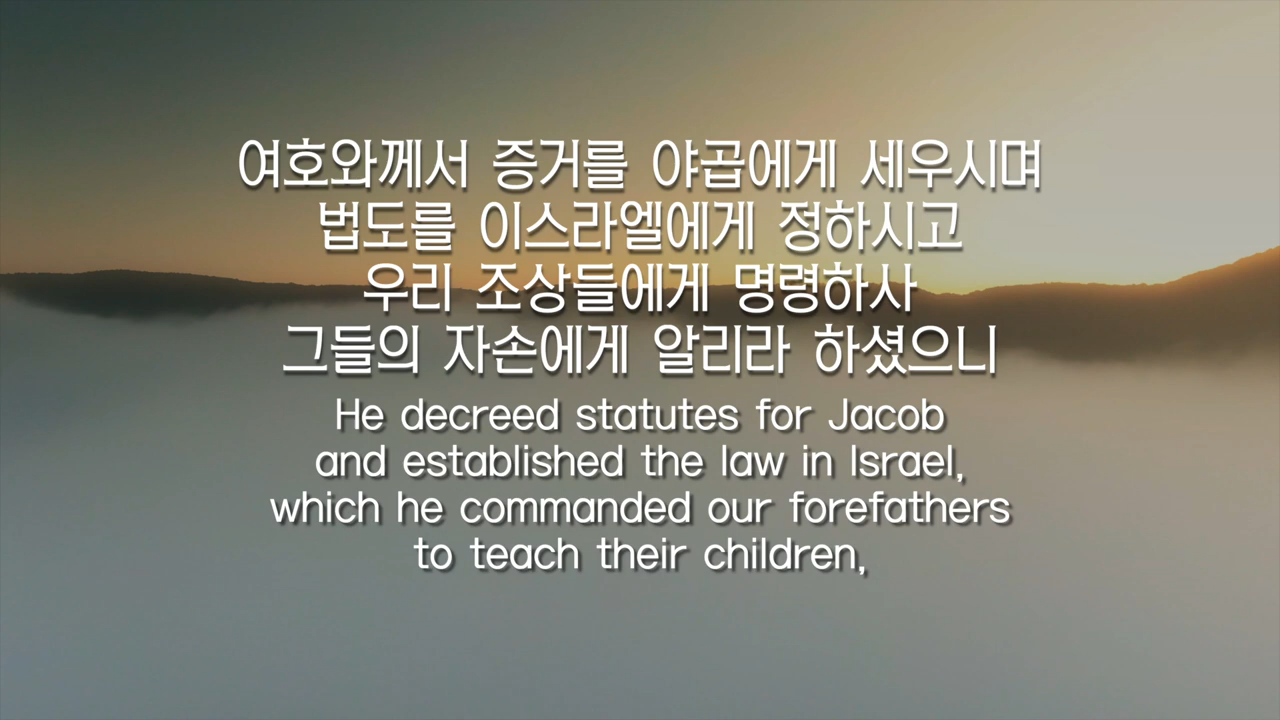 여호와께서 증거를 야곱에게 세우시며
법도를 이스라엘에게 정하시고
우리 조상들에게 명령하사
그들의 자손에게 알리라 하셨으니
He decreed statutes for Jacob
and established the law in Israel,
which he commanded our forefathers
to teach their children,